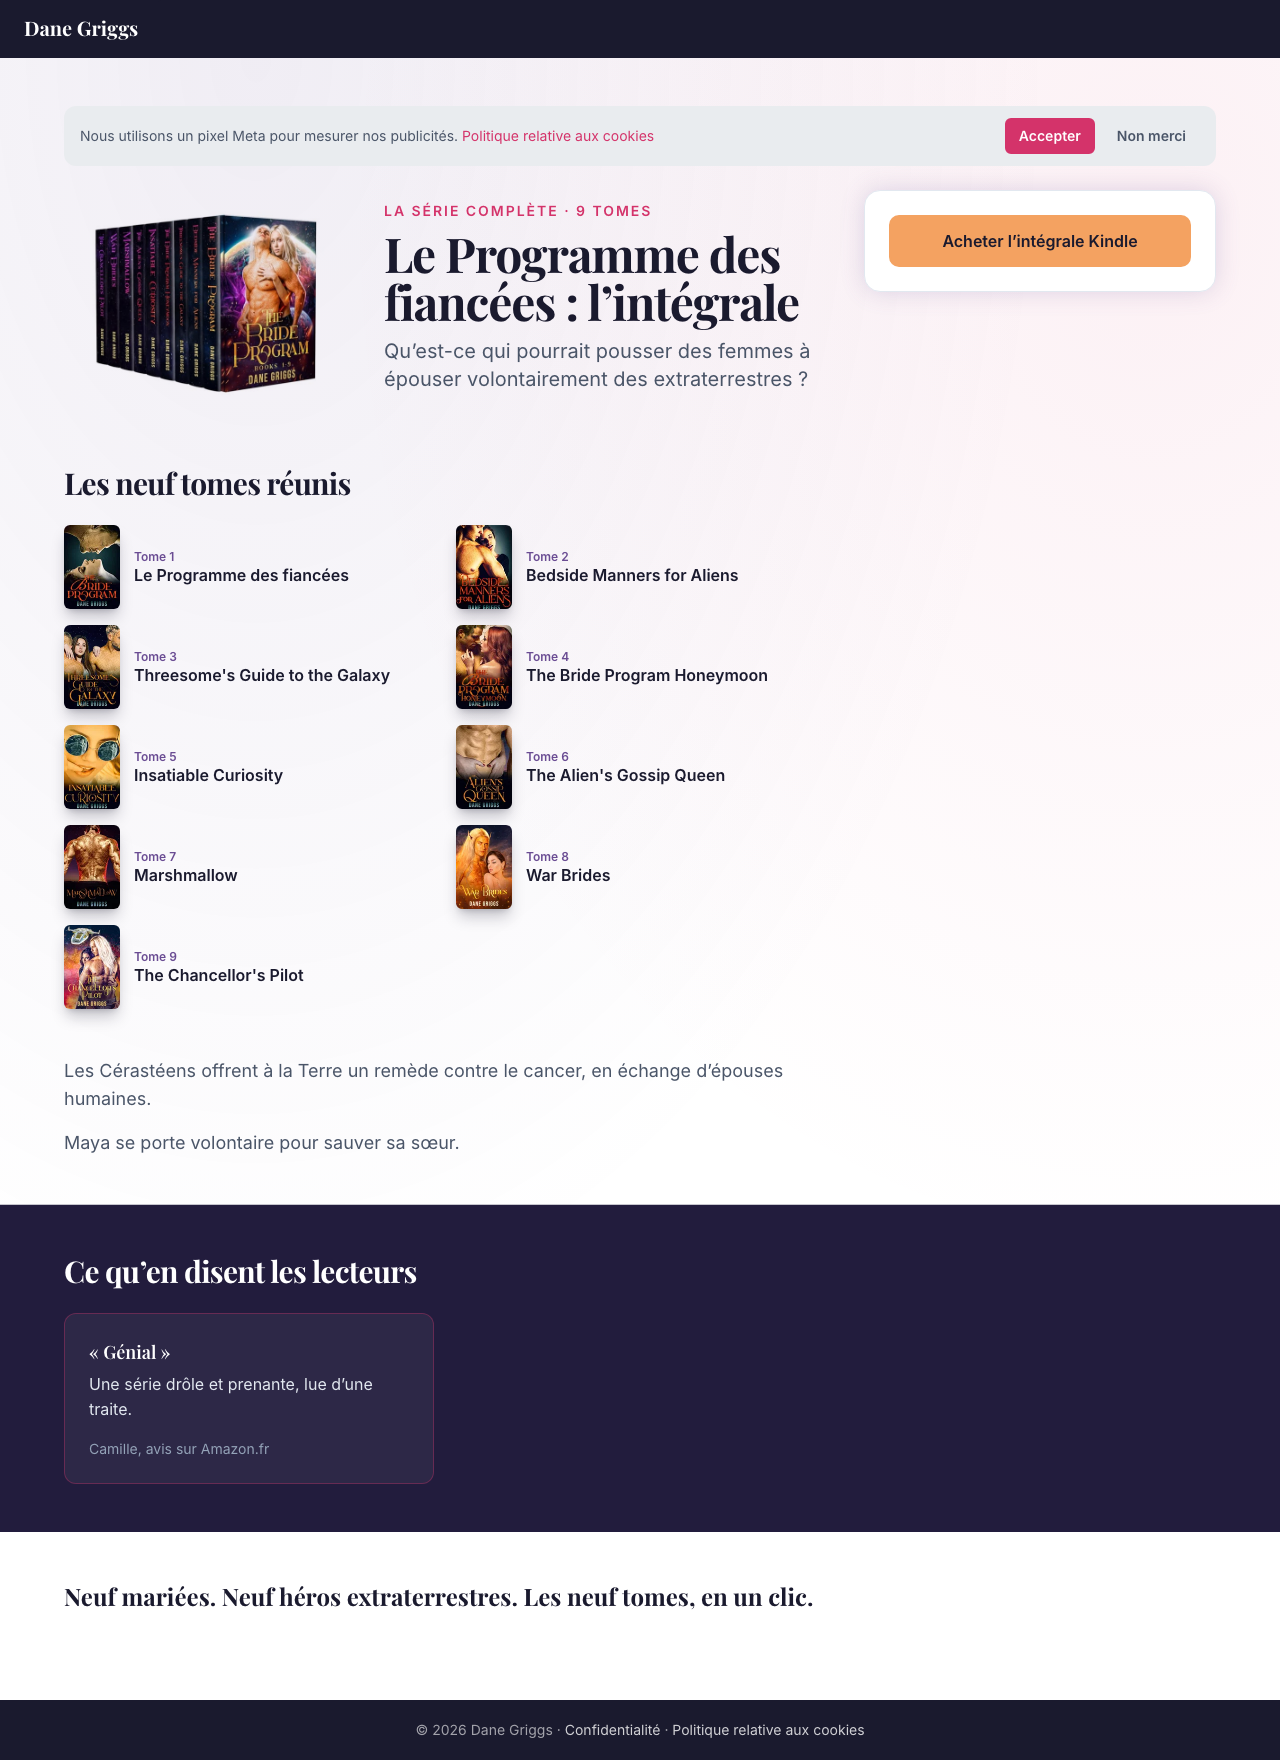 Dane Griggs
Nous utilisons un pixel Meta pour mesurer nos publicités. Politique relative aux cookies
Accepter
Non merci
THE BRIDE PROGRAM
BOOKS 1-9
DANE GRIGGS
LA SÉRIE COMPLÈTE · 9 TOMES
Le Programme des
fiancées : l’intégrale
Qu’est-ce qui pourrait pousser des femmes à
épouser volontairement des extraterrestres ?
Acheter l’intégrale Kindle
Les neuf tomes réunis
Tome 1
Le Programme des fiancées
Tome 2
Bedside Manners for Aliens
Tome 3
Threesome's Guide to the Galaxy
Tome 4
The Bride Program Honeymoon
Tome 5
Insatiable Curiosity
Tome 6
The Alien's Gossip Queen
Tome 7
Marshmallow
Tome 8
War Brides
Tome 9
The Chancellor's Pilot
Les Cérastéens offrent à la Terre un remède contre le cancer, en échange d’épouses
humaines.
Maya se porte volontaire pour sauver sa sœur.
Ce qu’en disent les lecteurs
« Génial »
Une série drôle et prenante, lue d’une
traite.
Camille, avis sur Amazon.fr
Neuf mariées. Neuf héros extraterrestres. Les neuf tomes, en un clic.
© 2026 Dane Griggs · Confidentialité · Politique relative aux cookies